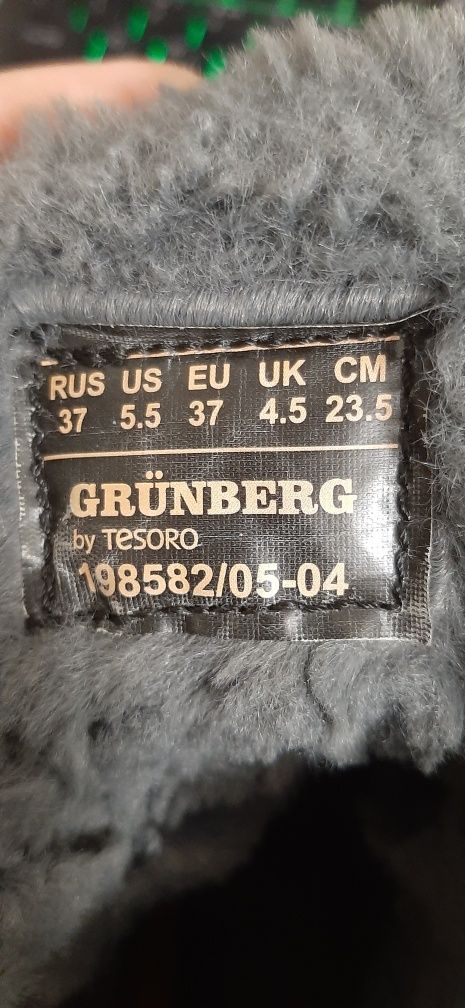 RUS US EU UK CM
37 5.5 37 4.5 23.5
GRÜNBERG
by TESORO
198582/05-04